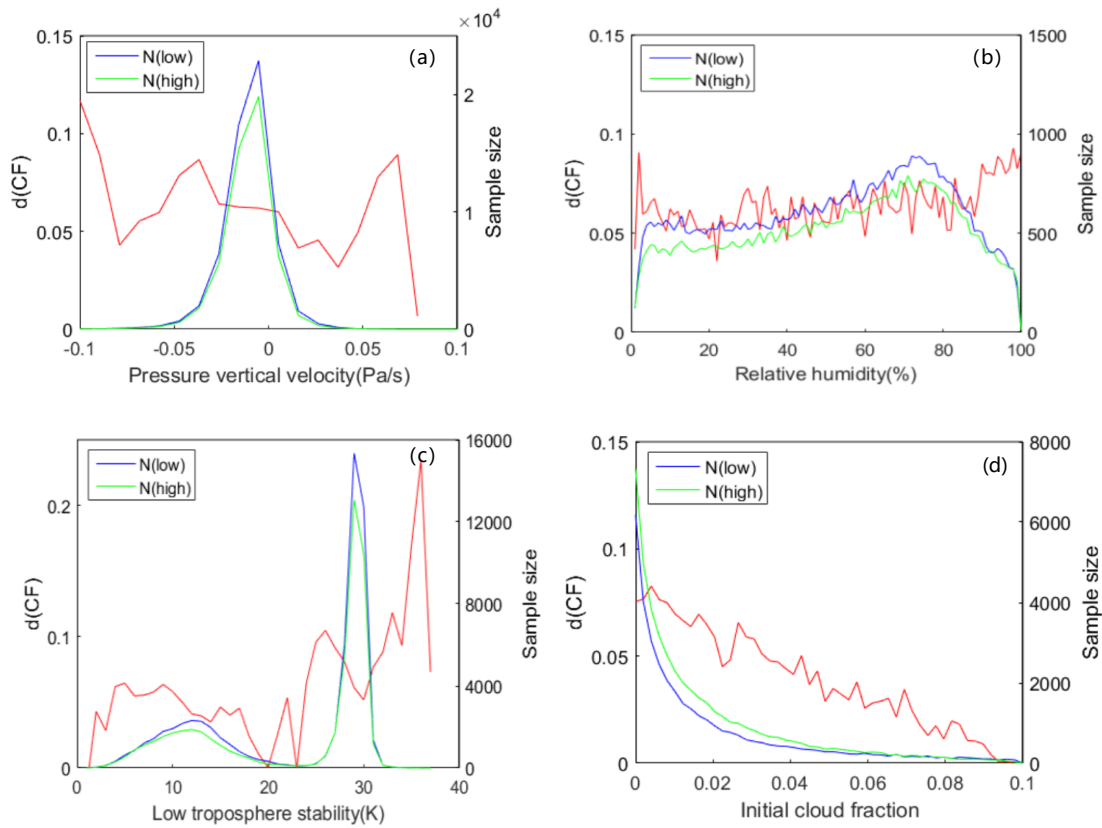 ×10⁴
0.15
0.1
0.05
0
d(CF)
N(low)
N(high)
(a)
2
1
0
Sample size
-0.1 -0.05 0 0.05 0.1
Pressure vertical velocity(Pa/s)
0.15
0.1
0.05
0
d(CF)
N(low)
N(high)
(b)
1500
1000
500
0
Sample size
0 20 40 60 80 100
Relative humidity(%)
0.2
0.1
0
d(CF)
N(low)
N(high)
(c)
16000
12000
8000
4000
0
Sample size
0 10 20 30 40
Low troposphere stability(K)
0.15
0.1
0.05
0
d(CF)
N(low)
N(high)
(d)
8000
6000
4000
2000
0
Sample size
0 0.02 0.04 0.06 0.08 0.1
Initial cloud fraction